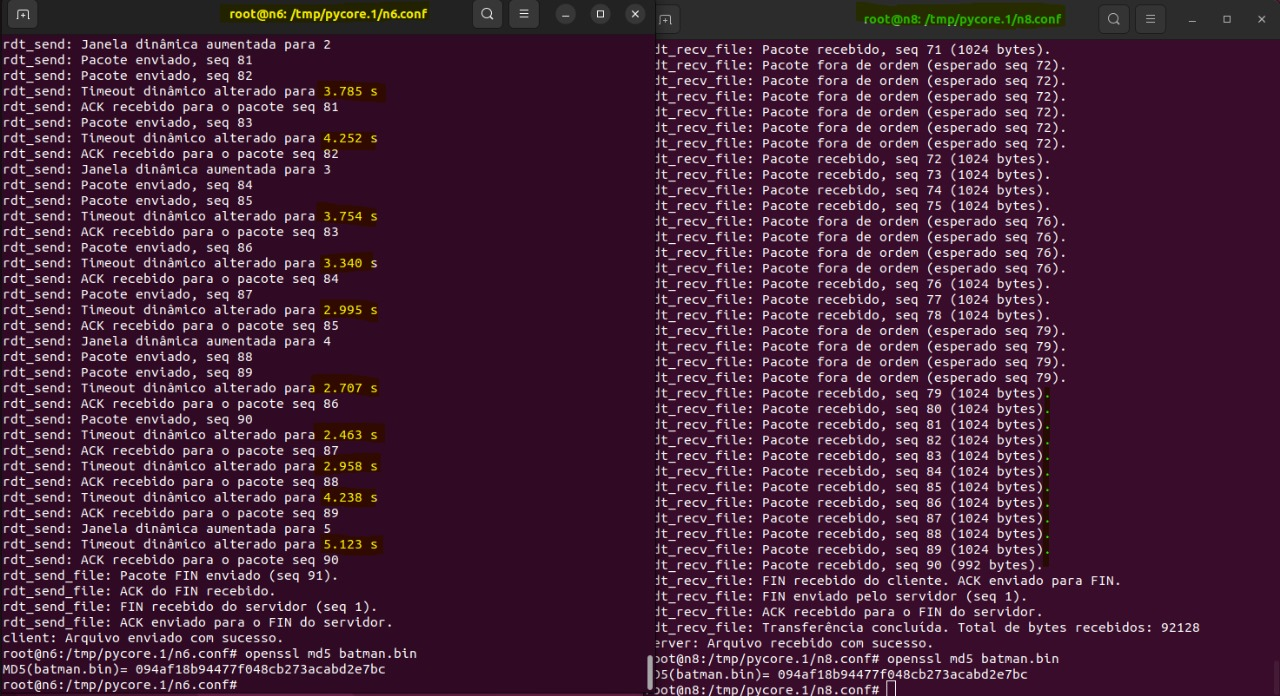 root@n6: /tmp/pycore.1/n6.conf
rdt_send: Janela dinâmica aumentada para 2
rdt_send: Pacote enviado, seq 81
rdt_send: Pacote enviado, seq 82
rdt_send: Timeout dinâmico alterado para 3.785 s
rdt_send: ACK recebido para o pacote seq 81
rdt_send: Pacote enviado, seq 83
rdt_send: Timeout dinâmico alterado para 4.252 s
rdt_send: ACK recebido para o pacote seq 82
rdt_send: Janela dinâmica aumentada para 3
rdt_send: Pacote enviado, seq 84
rdt_send: Pacote enviado, seq 85
rdt_send: Timeout dinâmico alterado para 3.754 s
rdt_send: ACK recebido para o pacote seq 83
rdt_send: Pacote enviado, seq 86
rdt_send: Timeout dinâmico alterado para 3.340 s
rdt_send: ACK recebido para o pacote seq 84
rdt_send: Pacote enviado, seq 87
rdt_send: Timeout dinâmico alterado para 2.995 s
rdt_send: ACK recebido para o pacote seq 85
rdt_send: Janela dinâmica aumentada para 4
rdt_send: Pacote enviado, seq 88
rdt_send: Pacote enviado, seq 89
rdt_send: Timeout dinâmico alterado para 2.707 s
rdt_send: ACK recebido para o pacote seq 86
rdt_send: Pacote enviado, seq 90
rdt_send: Timeout dinâmico alterado para 2.463 s
rdt_send: ACK recebido para o pacote seq 87
rdt_send: Timeout dinâmico alterado para 2.958 s
rdt_send: ACK recebido para o pacote seq 88
rdt_send: Timeout dinâmico alterado para 4.238 s
rdt_send: ACK recebido para o pacote seq 89
rdt_send: Janela dinâmica aumentada para 5
rdt_send: Timeout dinâmico alterado para 5.123 s
rdt_send: ACK recebido para o pacote seq 90
rdt_send_file: Pacote FIN enviado (seq 91).
rdt_send_file: ACK do FIN recebido.
rdt_send_file: FIN recebido do servidor (seq 1).
rdt_send_file: ACK enviado para o FIN do servidor.
client: Arquivo enviado com sucesso.
root@n6:/tmp/pycore.1/n6.conf# openssl md5 batman.bin
MD5(batman.bin)= 094af18b94477f048cb273acabd2e7bc
root@n6:/tmp/pycore.1/n6.conf#
root@n8: /tmp/pycore.1/n8.conf
dt_recv_file: Pacote recebido, seq 71 (1024 bytes).
dt_recv_file: Pacote fora de ordem (esperado seq 72).
dt_recv_file: Pacote fora de ordem (esperado seq 72).
dt_recv_file: Pacote fora de ordem (esperado seq 72).
dt_recv_file: Pacote fora de ordem (esperado seq 72).
dt_recv_file: Pacote fora de ordem (esperado seq 72).
dt_recv_file: Pacote fora de ordem (esperado seq 72).
dt_recv_file: Pacote recebido, seq 72 (1024 bytes).
dt_recv_file: Pacote recebido, seq 73 (1024 bytes).
dt_recv_file: Pacote recebido, seq 74 (1024 bytes).
dt_recv_file: Pacote recebido, seq 75 (1024 bytes).
dt_recv_file: Pacote fora de ordem (esperado seq 76).
dt_recv_file: Pacote fora de ordem (esperado seq 76).
dt_recv_file: Pacote fora de ordem (esperado seq 76).
dt_recv_file: Pacote fora de ordem (esperado seq 76).
dt_recv_file: Pacote recebido, seq 76 (1024 bytes).
dt_recv_file: Pacote recebido, seq 77 (1024 bytes).
dt_recv_file: Pacote recebido, seq 78 (1024 bytes).
dt_recv_file: Pacote fora de ordem (esperado seq 79).
dt_recv_file: Pacote fora de ordem (esperado seq 79).
dt_recv_file: Pacote fora de ordem (esperado seq 79).
dt_recv_file: Pacote fora de ordem (esperado seq 79).
dt_recv_file: Pacote recebido, seq 79 (1024 bytes).
dt_recv_file: Pacote recebido, seq 80 (1024 bytes).
dt_recv_file: Pacote recebido, seq 81 (1024 bytes).
dt_recv_file: Pacote recebido, seq 82 (1024 bytes).
dt_recv_file: Pacote recebido, seq 83 (1024 bytes).
dt_recv_file: Pacote recebido, seq 84 (1024 bytes).
dt_recv_file: Pacote recebido, seq 85 (1024 bytes).
dt_recv_file: Pacote recebido, seq 86 (1024 bytes).
dt_recv_file: Pacote recebido, seq 87 (1024 bytes).
dt_recv_file: Pacote recebido, seq 88 (1024 bytes).
dt_recv_file: Pacote recebido, seq 89 (1024 bytes).
dt_recv_file: Pacote recebido, seq 90 (992 bytes).
dt_recv_file: FIN recebido do cliente. ACK enviado para FIN.
dt_recv_file: FIN enviado pelo servidor (seq 1).
dt_recv_file: ACK recebido para o FIN do servidor.
dt_recv_file: Transferência concluída. Total de bytes recebidos: 92128
erver: Arquivo recebido com sucesso.
oot@n8:/tmp/pycore.1/n8.conf# openssl md5 batman.bin
D5(batman.bin)= 094af18b94477f048cb273acabd2e7bc
oot@n8:/tmp/pycore.1/n8.conf#